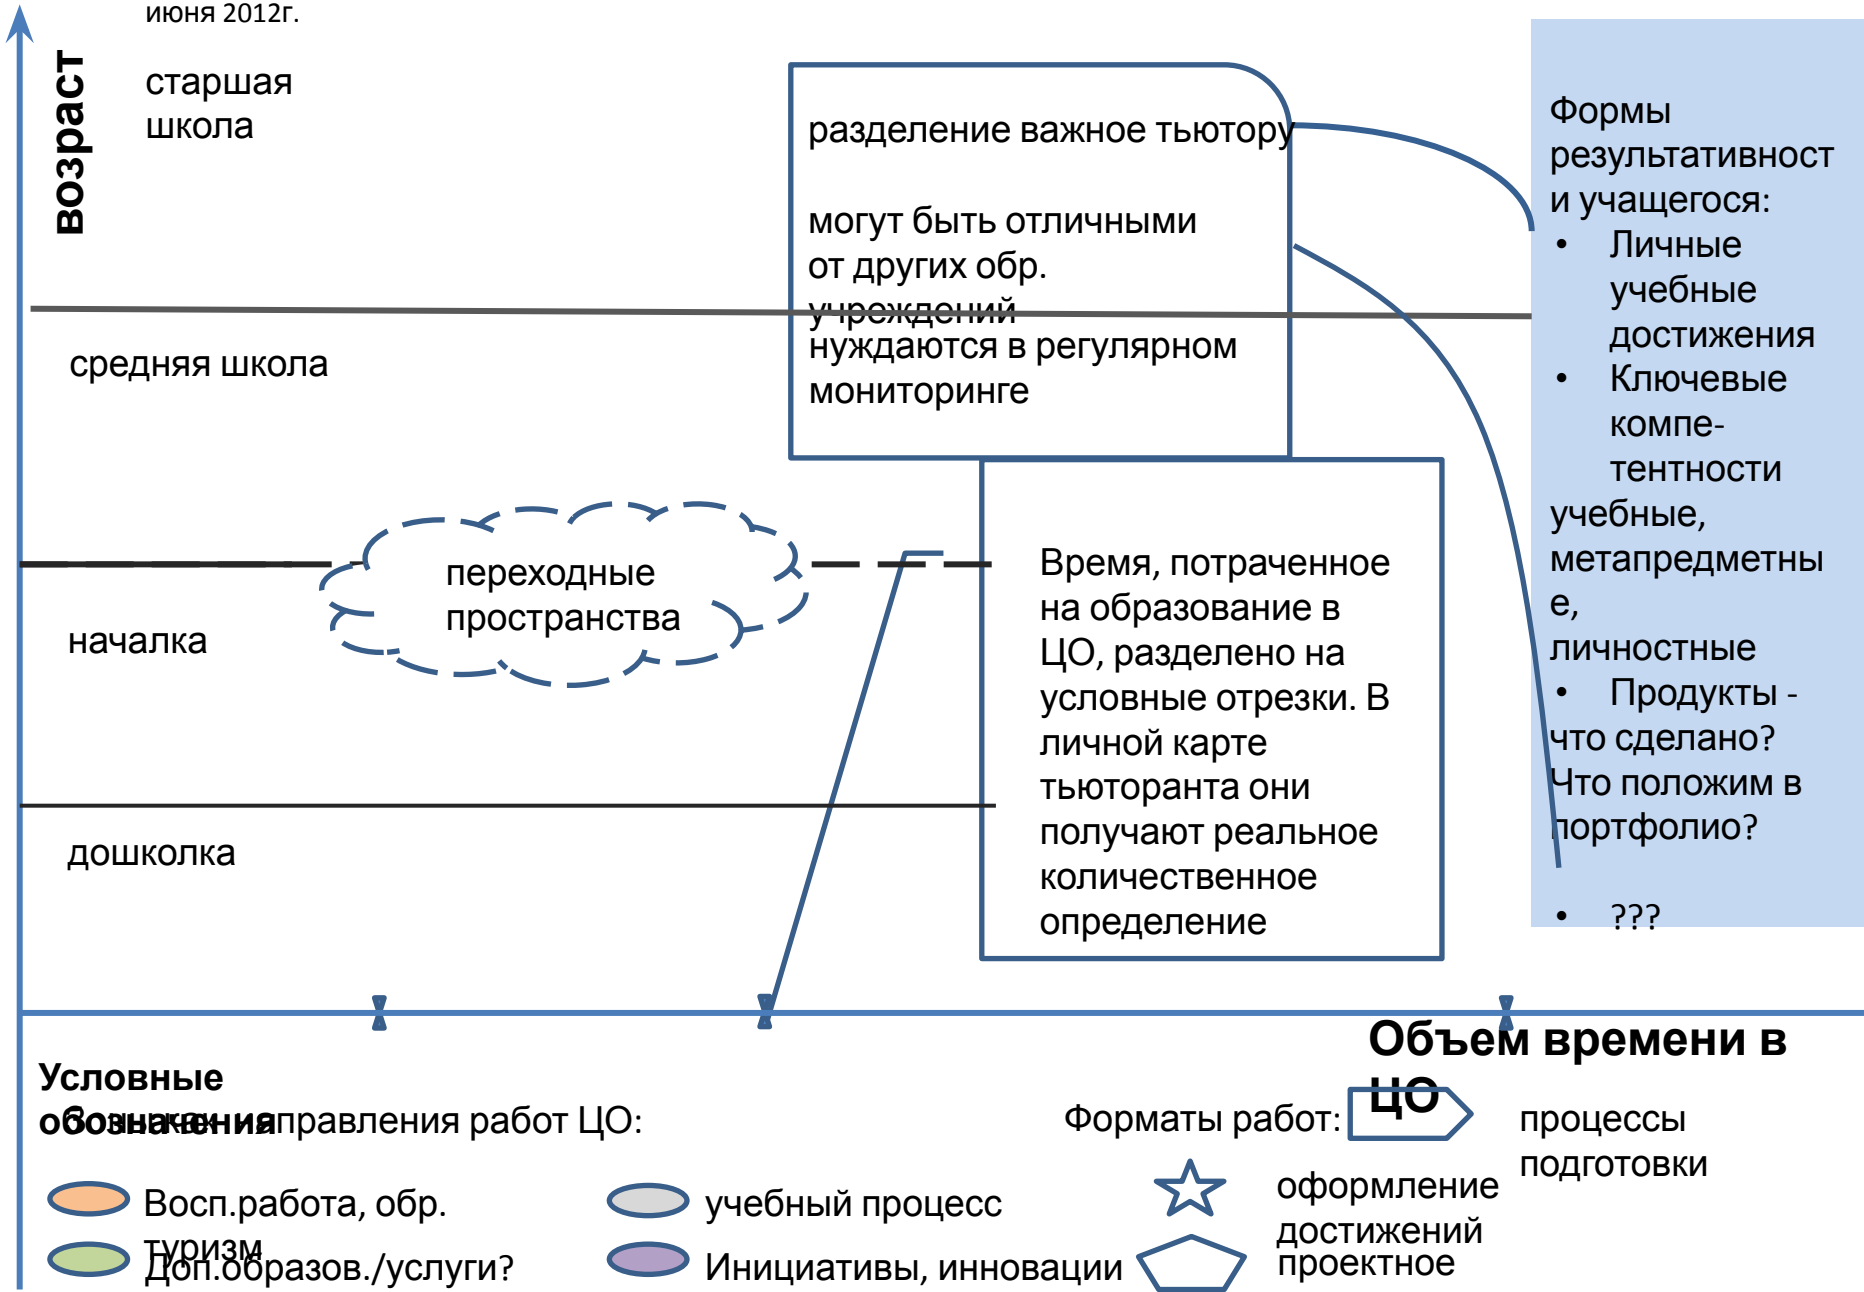 июня 2012г.
возраст
старшая
школа
разделение важное тьютору
могут быть отличными
от других обр.
учреждений
нуждаются в регулярном
мониторинге
средняя школа
переходные
пространства
началка
дошколка
Время, потраченное
на образование в
ЦО, разделено на
условные отрезки. В
личной карте
тьюторанта они
получают реальное
количественное
определение
Формы
результативност
и учащегося:
• Личные
учебные
достижения
• Ключевые
компе-
тентности
учебные,
метапредметны
е,
личностные
• Продукты -
что сделано?
Что положим в
портфолио?
• ???
Объем времени в
ЦО
Условные
обозначения
направления работ ЦО:
Восп.работа, обр.
туризм
Доп.образов./услуги?
учебный процесс
Инициативы, инновации
Форматы работ:
процессы
подготовки
оформление
достижений
проектное